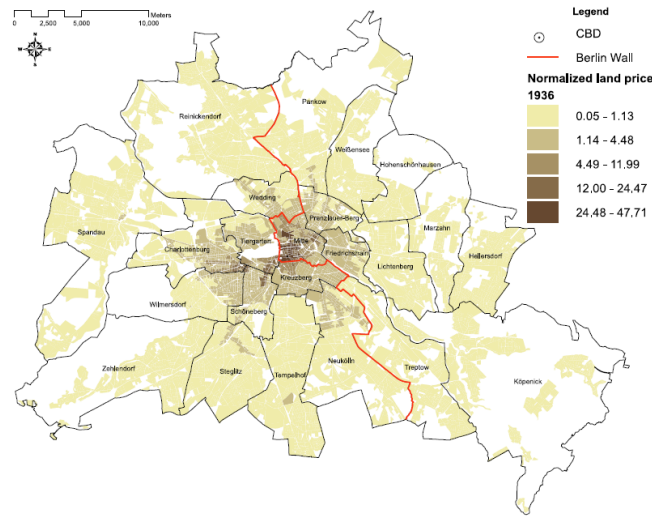 0 2,500 5,000 10,000 Meters
N
W E
S
Legend
CBD
Berlin Wall
Normalized land price
1936
0.05 - 1.13
1.14 - 4.48
4.49 - 11.99
12.00 - 24.47
24.48 - 47.71
Pankow
Reinickendorf
Weißensee
Hohenschönhausen
Wedding
Prenzlauer-Berg
Spandau
Marzahn
Tiergarten
Mitte
Charlottenburg
Friedrichshain
Hellersdorf
Lichtenberg
Kreuzberg
Wilmersdorf
Schöneberg
Zehlendorf
Steglitz
Tempelhof
Neukölln
Treptow
Köpenick